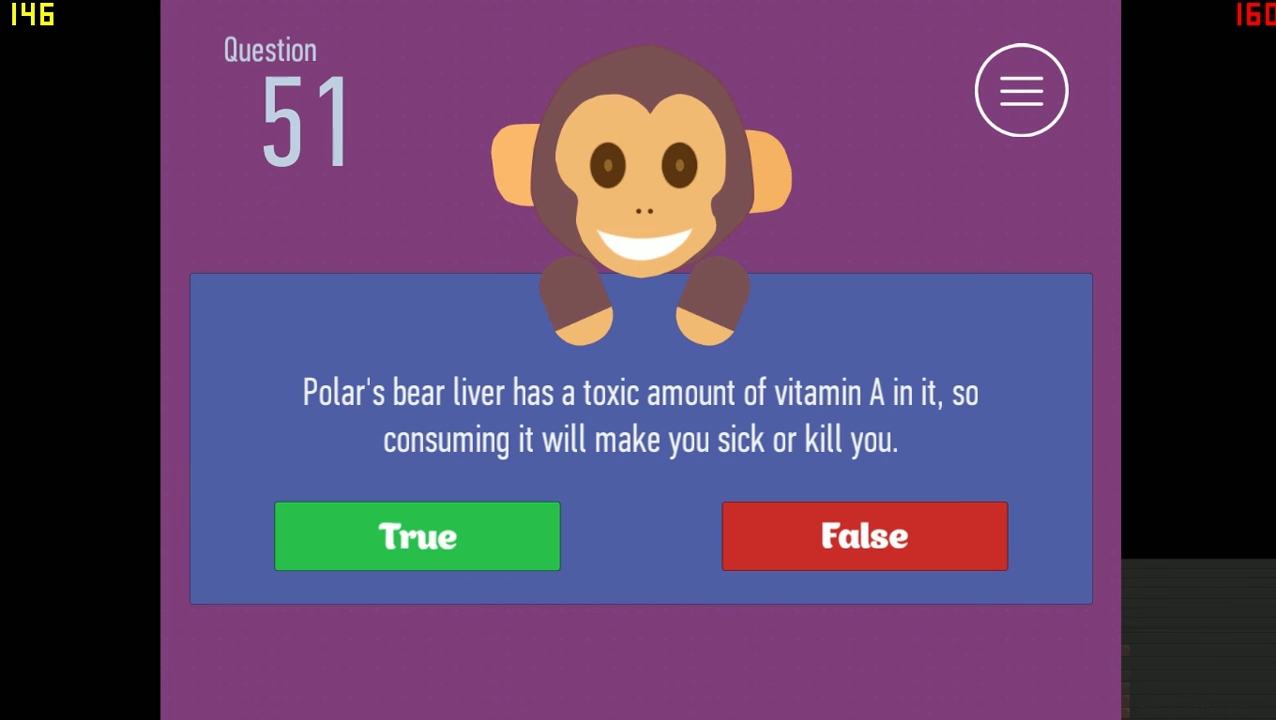 146
160
Question
51
Polar's bear liver has a toxic amount of vitamin A in it, so
consuming it will make you sick or kill you.
True
False